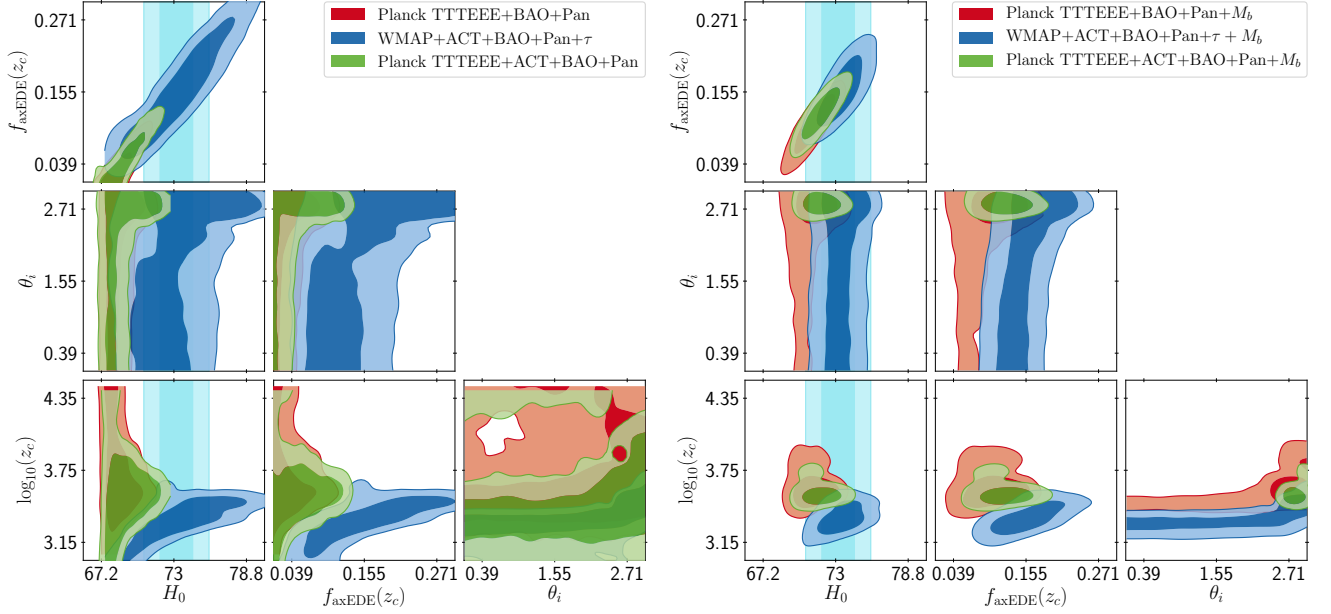 Planck TTTEEE+BAO+Pan
WMAP+ACT+BAO+Pan+τ
Planck TTTEEE+ACT+BAO+Pan
0.271
0.155
0.039
f_axEDE(z_c)
2.71
1.55
0.39
θ_i
4.35
3.75
3.15
log₁₀(z_c)
67.2 73 78.8
H₀
0.039 0.155 0.271
f_axEDE(z_c)
0.39 1.55 2.71
θ_i
Planck TTTEEE+BAO+Pan+M_b
WMAP+ACT+BAO+Pan+τ + M_b
Planck TTTEEE+ACT+BAO+Pan+M_b
0.271
0.155
0.039
f_axEDE(z_c)
2.71
1.55
0.39
θ_i
4.35
3.75
3.15
log₁₀(z_c)
67.2 73 78.8
H₀
0.039 0.155 0.271
f_axEDE(z_c)
0.39 1.55 2.71
θ_i